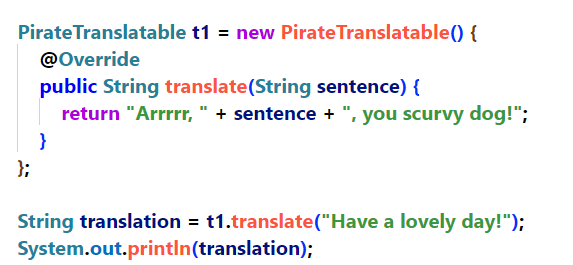 PirateTranslatable t1 = new PirateTranslatable() {
@Override
public String translate(String sentence) {
return "Arrrrr, " + sentence + ", you scurvy dog!";
}
};
String translation = t1.translate("Have a lovely day!");
System.out.println(translation);